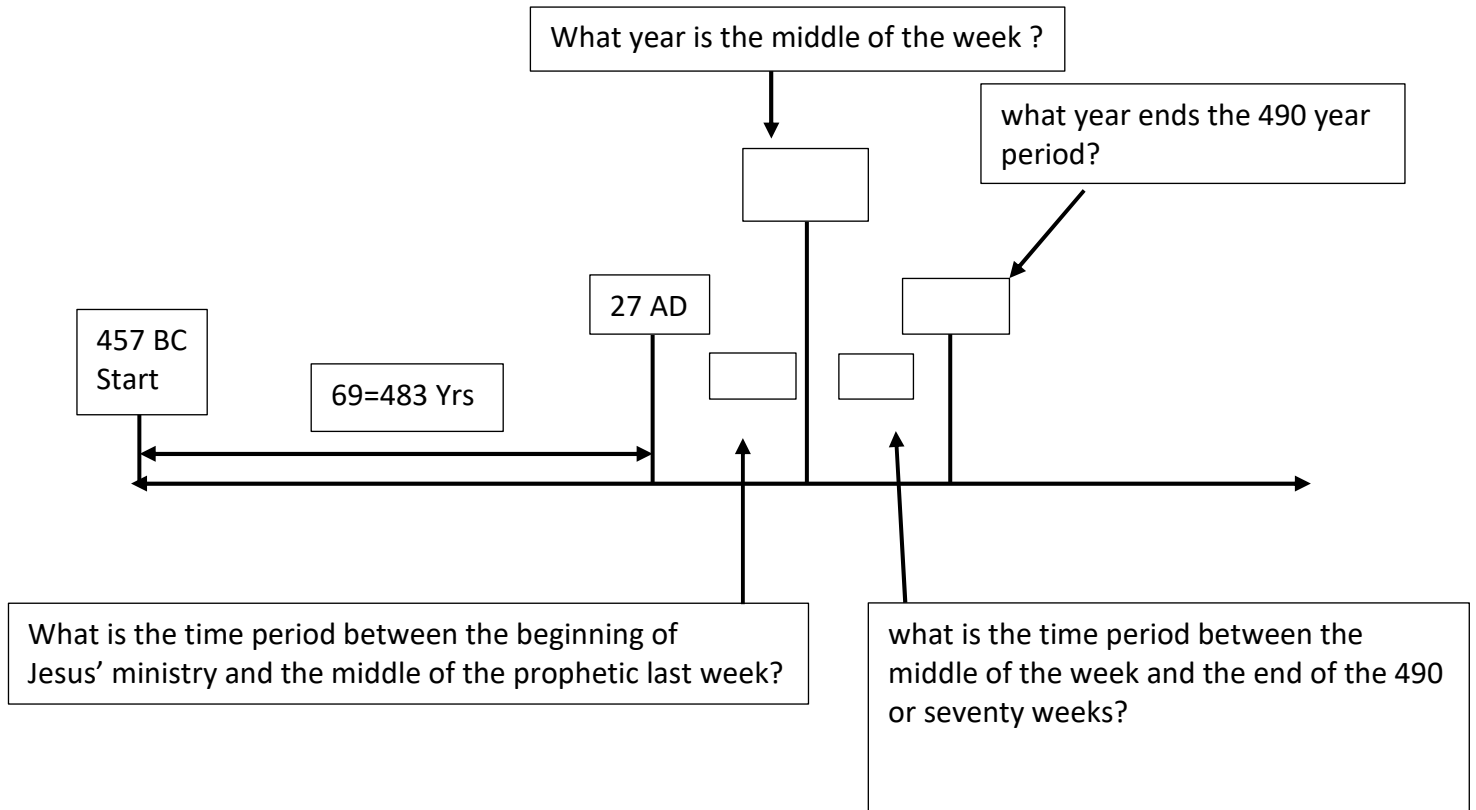 What year is the middle of the week ?
what year ends the 490 year
period?
27 AD
457 BC
Start
69=483 Yrs
What is the time period between the beginning of
Jesus’ ministry and the middle of the prophetic last week?
what is the time period between the
middle of the week and the end of the 490
or seventy weeks?